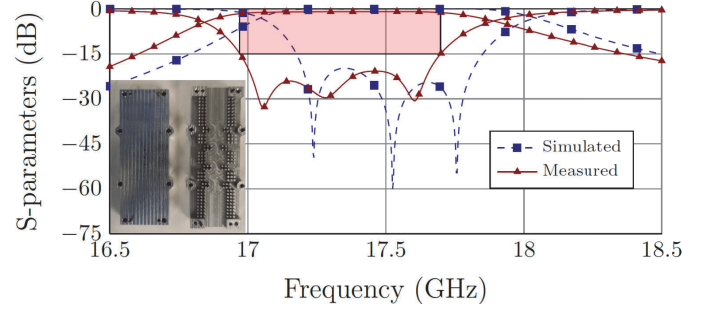 S-parameters (dB)
0
−15
−30
−45
−60
−75
Simulated
Measured
16.5
17
17.5
18
18.5
Frequency (GHz)